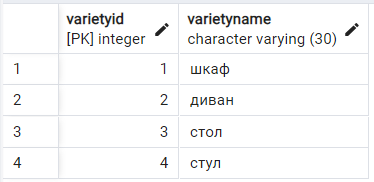 varietyid varietyname
[PK] integer character varying (30)
1 1 шкаф
2 2 диван
3 3 стол
4 4 стул